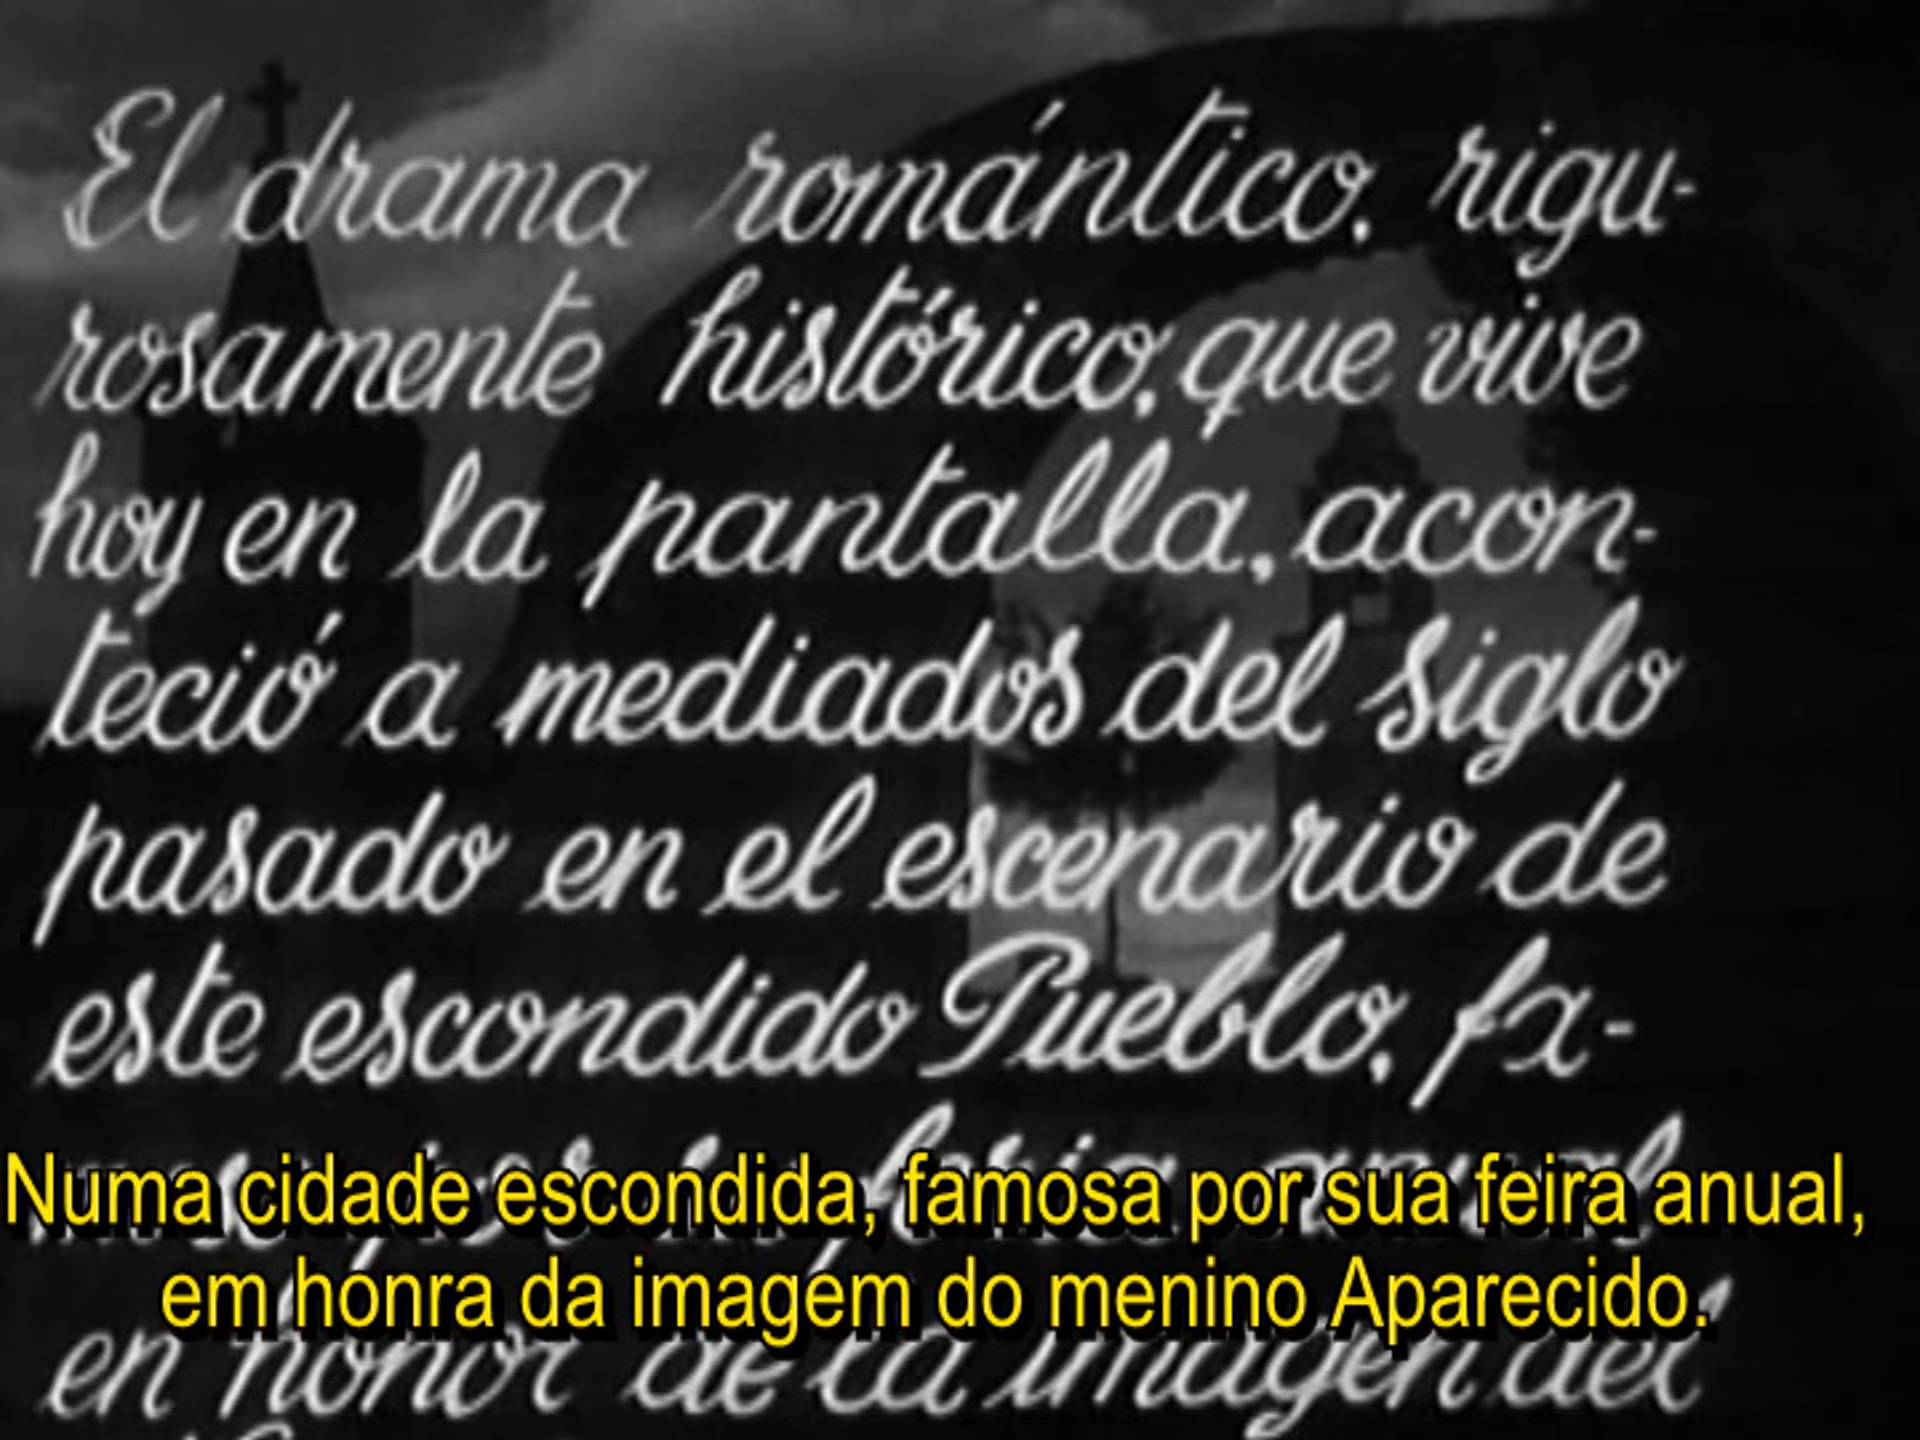 El drama romántico, rigu-
rosamente histórico, que vive
hoy en la pantalla, acon-
teció a mediados del siglo
pasado en el escenario de
este escondido Pueblo, fa-
feria anual
Numa cidade escondida, famosa por sua feira anual,
em honra da imagem do menino Aparecido.
en honor de la imagen del